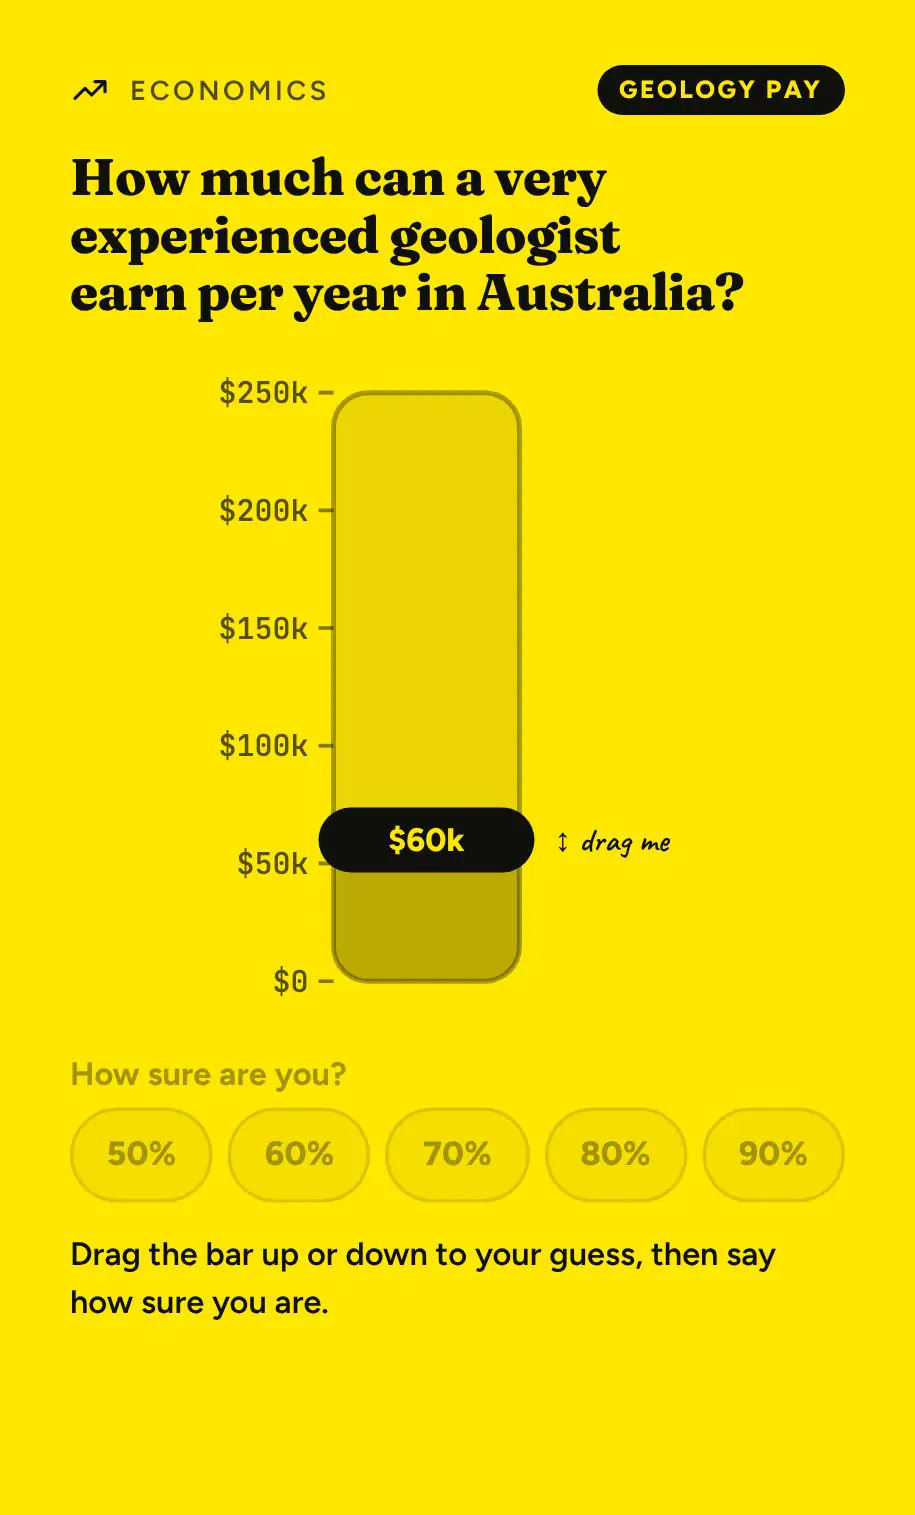 ECONOMICS
GEOLOGY PAY
How much can a very
experienced geologist
earn per year in Australia?
$250k
$200k
$150k
$100k
$60k
↕ drag me
$50k
$0
How sure are you?
50% 60% 70% 80% 90%
Drag the bar up or down to your guess, then say
how sure you are.